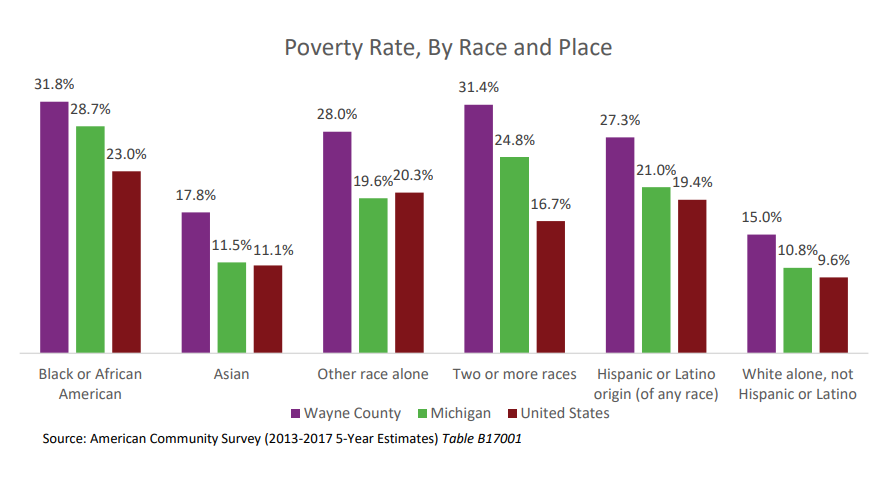 Poverty Rate, By Race and Place
31.8%
28.7%
23.0%
17.8%
11.5%
11.1%
28.0%
19.6%
20.3%
31.4%
24.8%
16.7%
27.3%
21.0%
19.4%
15.0%
10.8%
9.6%
Black or African
American
Asian
Other race alone
Two or more races
Hispanic or Latino
origin (of any race)
White alone, not
Hispanic or Latino
Wayne County
Michigan
United States
Source: American Community Survey (2013-2017 5-Year Estimates) Table B17001